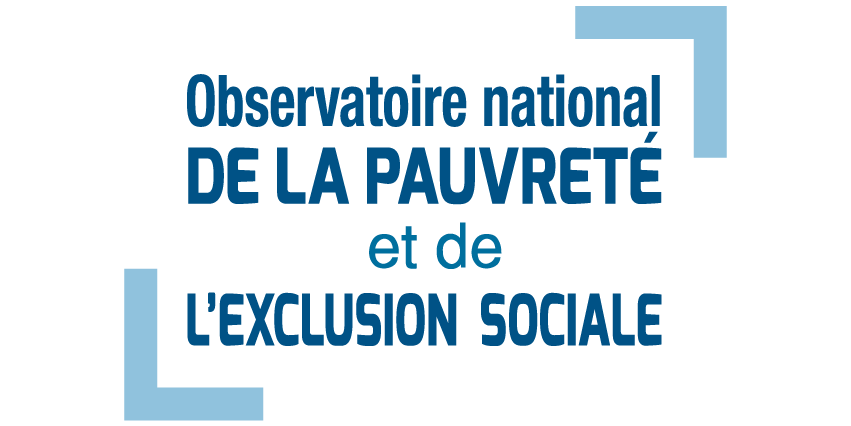 Observatoire national
DE LA PAUVRETÉ
et de
L’EXCLUSION SOCIALE